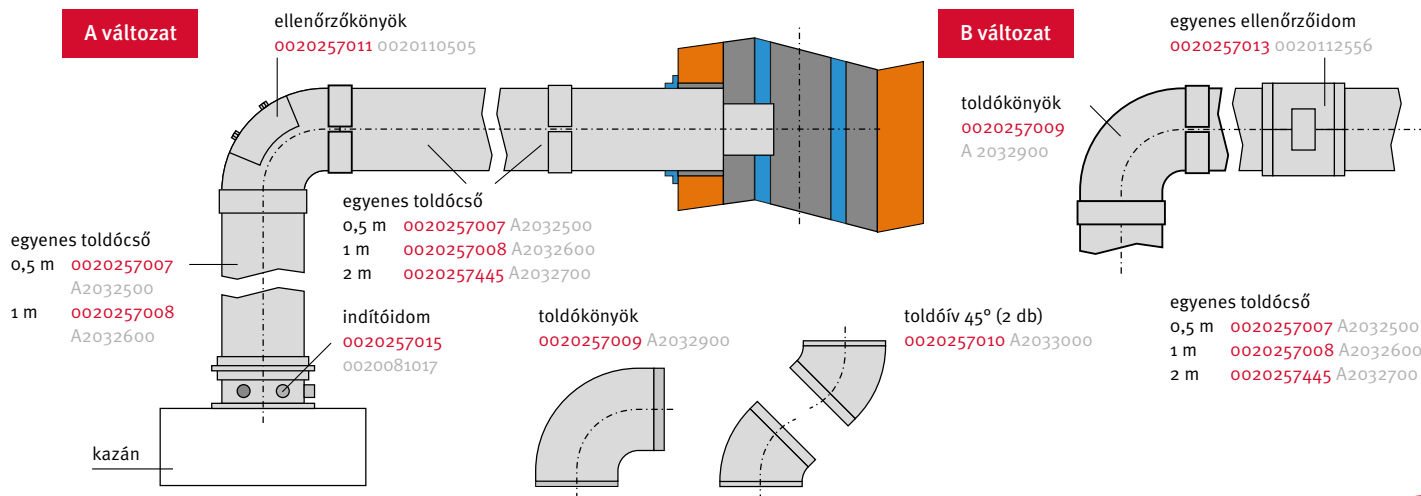 A változat
ellenőrzőkönyök
0020257011 0020110505
egyenes toldócső
0,5 m 0020257007 A2032500
1 m 0020257008 A2032600
2 m 0020257445 A2032700
egyenes toldócső
0,5 m 0020257007
A2032500
1 m 0020257008
A2032600
indítóidom
0020257015
0020081017
kazán
toldókönyök
0020257009 A2032900
toldóív 45° (2 db)
0020257010 A2033000
B változat
egyenes ellenőrzőidom
0020257013 0020112556
toldókönyök
0020257009
A 2032900
egyenes toldócső
0,5 m 0020257007 A2032500
1 m 0020257008 A2032600
2 m 0020257445 A2032700